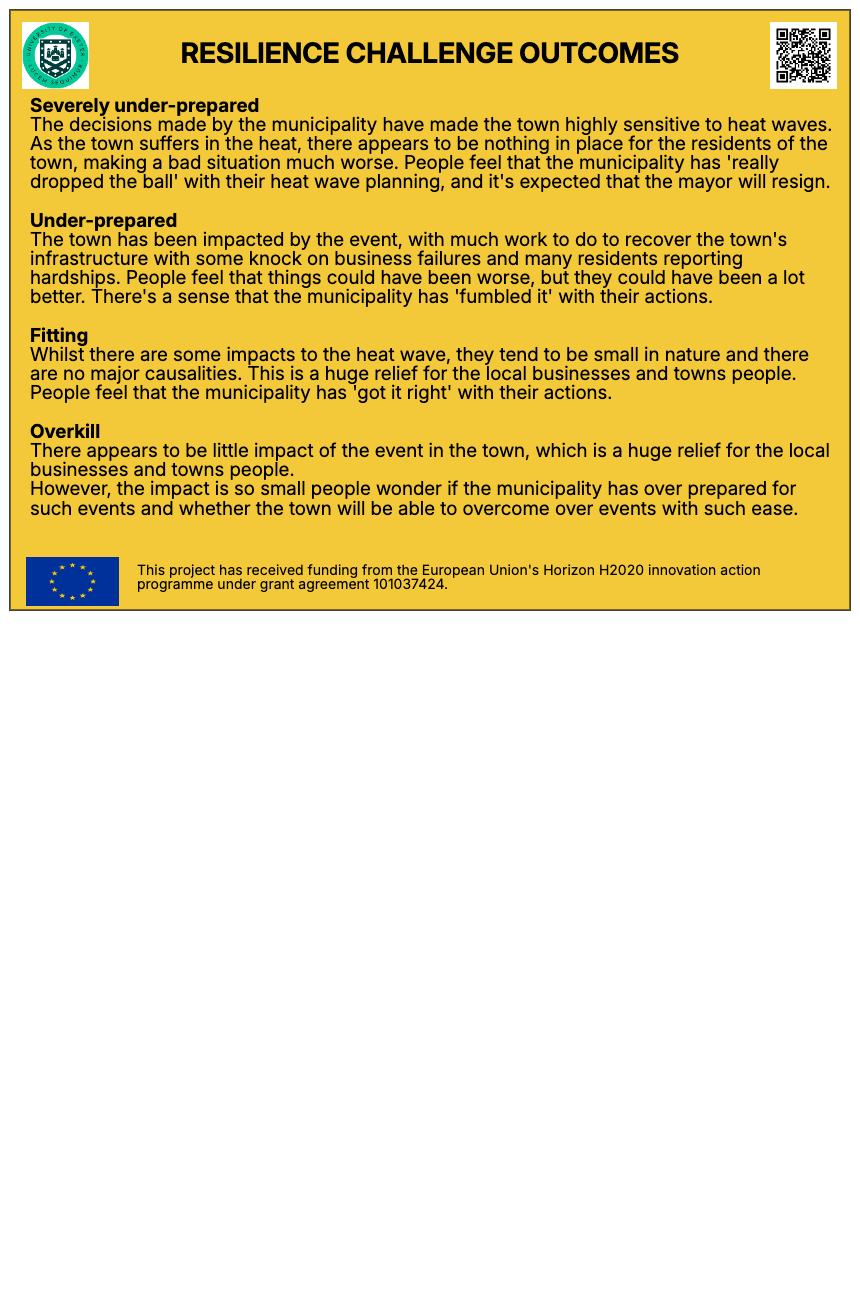 UNIVERSITY OF EXETER
LUCEM SEQUIMUR
RESILIENCE CHALLENGE OUTCOMES
Severely under-prepared
The decisions made by the municipality have made the town highly sensitive to heat waves.
As the town suffers in the heat, there appears to be nothing in place for the residents of the
town, making a bad situation much worse. People feel that the municipality has 'really
dropped the ball' with their heat wave planning, and it's expected that the mayor will resign.
Under-prepared
The town has been impacted by the event, with much work to do to recover the town's
infrastructure with some knock on business failures and many residents reporting
hardships. People feel that things could have been worse, but they could have been a lot
better. There's a sense that the municipality has 'fumbled it' with their actions.
Fitting
Whilst there are some impacts to the heat wave, they tend to be small in nature and there
are no major causalities. This is a huge relief for the local businesses and towns people.
People feel that the municipality has 'got it right' with their actions.
Overkill
There appears to be little impact of the event in the town, which is a huge relief for the local
businesses and towns people.
However, the impact is so small people wonder if the municipality has over prepared for
such events and whether the town will be able to overcome over events with such ease.
This project has received funding from the European Union's Horizon H2020 innovation action
programme under grant agreement 101037424.